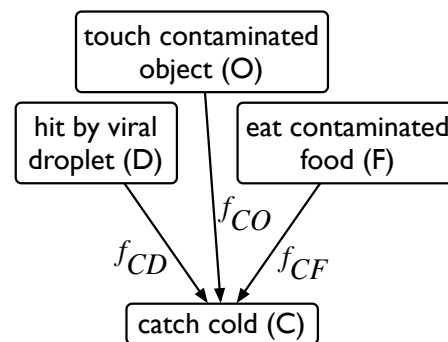 touch contaminated
object (O)
hit by viral
droplet (D)
eat contaminated
food (F)
f_CO
f_CD
f_CF
catch cold (C)